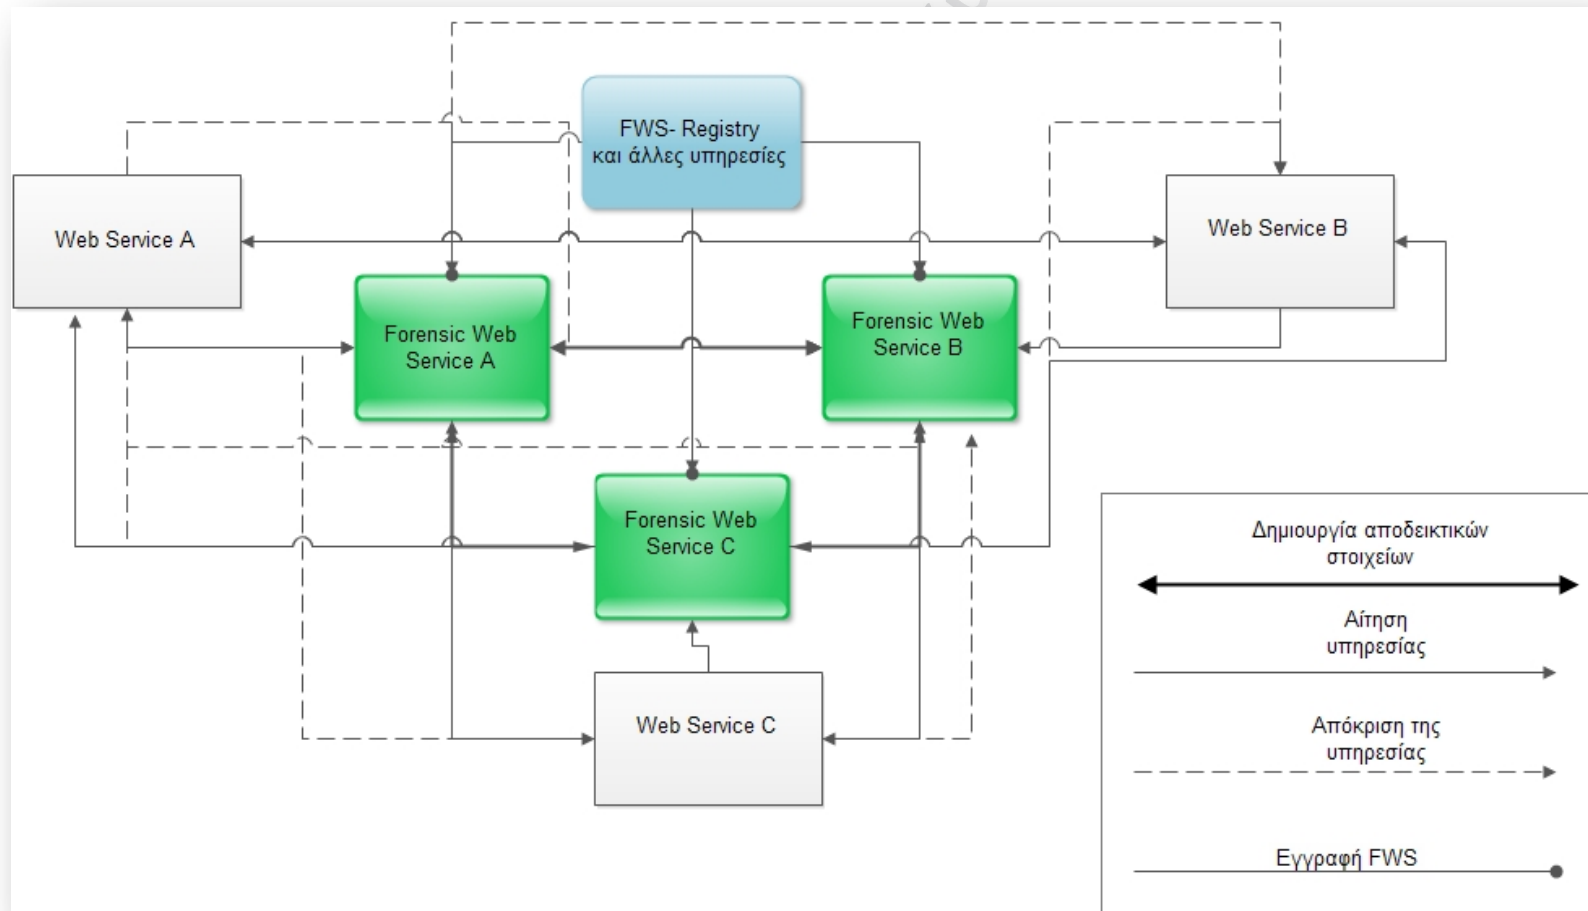 FWS- Registry
και άλλες υπηρεσίες
Web Service A
Web Service B
Forensic Web
Service A
Forensic Web
Service B
Forensic Web
Service C
Web Service C
Δημιουργία αποδεικτικών
στοιχείων
Αίτηση
υπηρεσίας
Απόκριση της
υπηρεσίας
Εγγραφή FWS